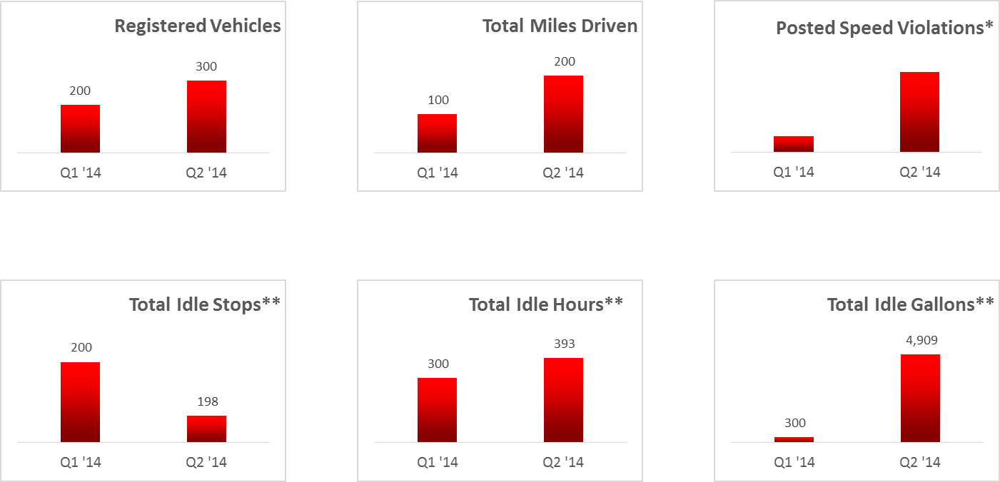 Registered Vehicles
300
200
Q1 '14 Q2 '14
Total Miles Driven
200
100
Q1 '14 Q2 '14
Posted Speed Violations*
Q1 '14 Q2 '14
Total Idle Stops**
200
198
Q1 '14 Q2 '14
Total Idle Hours**
393
300
Q1 '14 Q2 '14
Total Idle Gallons**
4,909
300
Q1 '14 Q2 '14